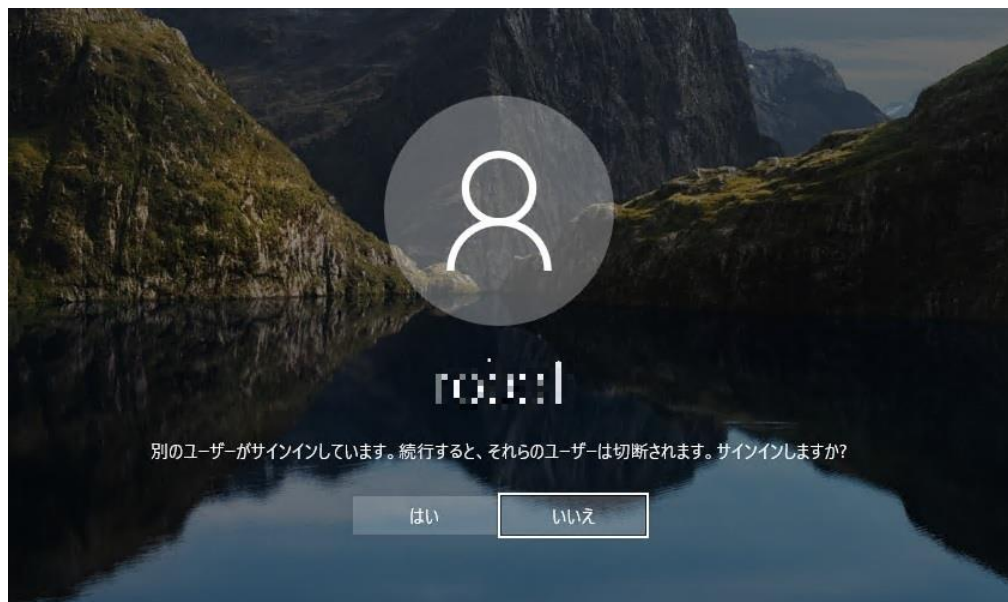 別のユーザーがサインインしています。続行すると、それらのユーザーは切断されます。サインインしますか?
はい
いいえ